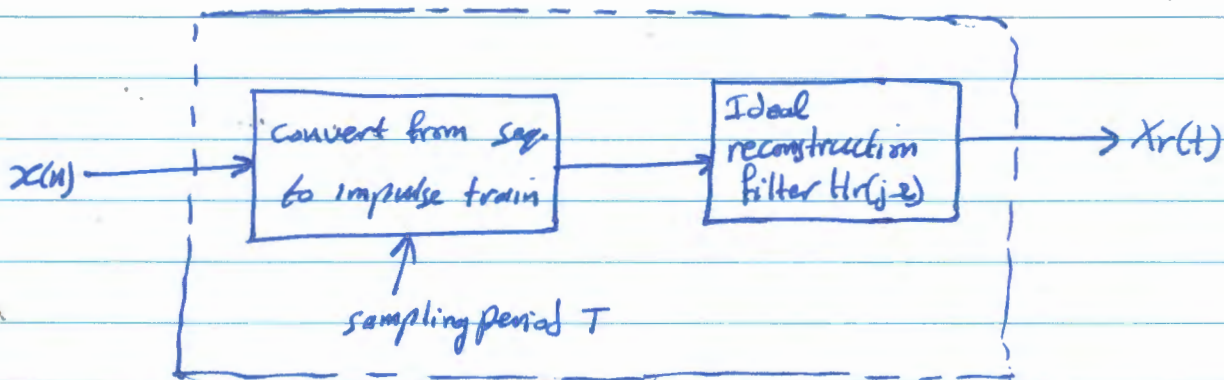 x(n)
convert from seq.
to impulse train
sampling period T
Ideal
reconstruction
filter Hr(jΩ)
Xr(t)